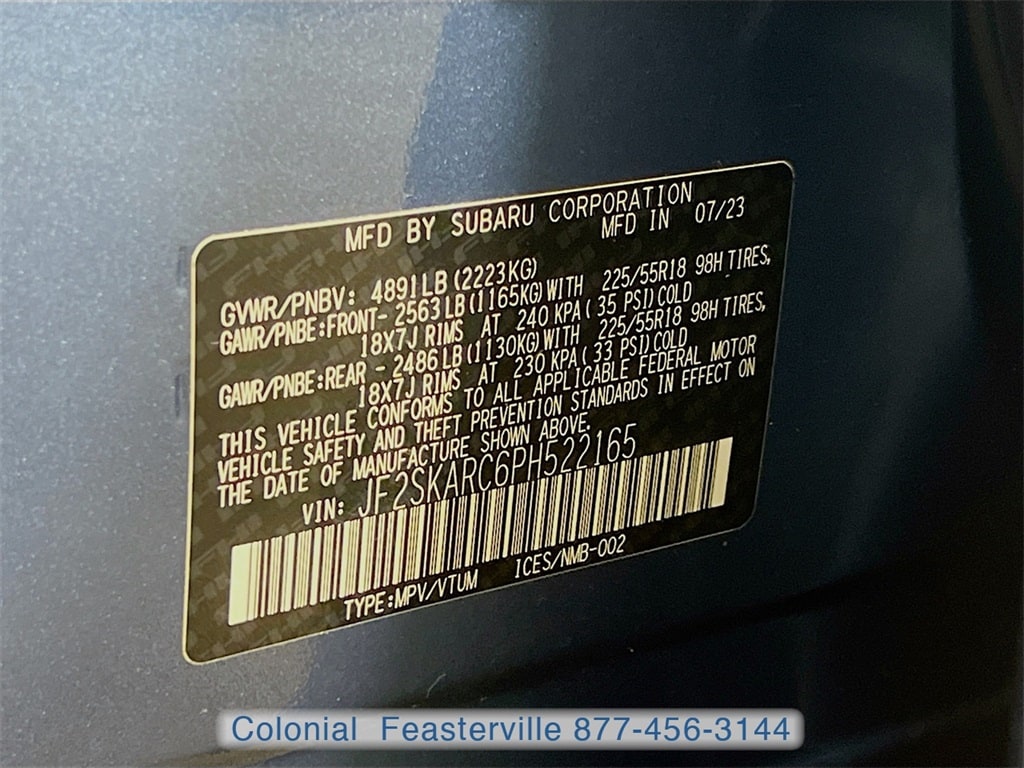 MFD BY SUBARU CORPORATION
MFD IN 07/23
GVWR/PNBV: 4891LB(2223KG)
GAWR/PNBE:FRONT- 2563LB(1165KG)WITH 225/55R18 98H TIRES,
18X7J RIMS AT 240 KPA(35 PSI)COLD
GAWR/PNBE:REAR - 2486LB(1130KG)WITH 225/55R18 98H TIRES,
18X7J RIMS AT 230 KPA(33 PSI)COLD
THIS VEHICLE CONFORMS TO ALL APPLICABLE FEDERAL MOTOR
VEHICLE SAFETY AND THEFT PREVENTION STANDARDS IN EFFECT ON
THE DATE OF MANUFACTURE SHOWN ABOVE.
VIN: JF2SKARC6PH522165
TYPE:MPV/VTUM ICES/NMB-002
Colonial Feasterville 877-456-3144